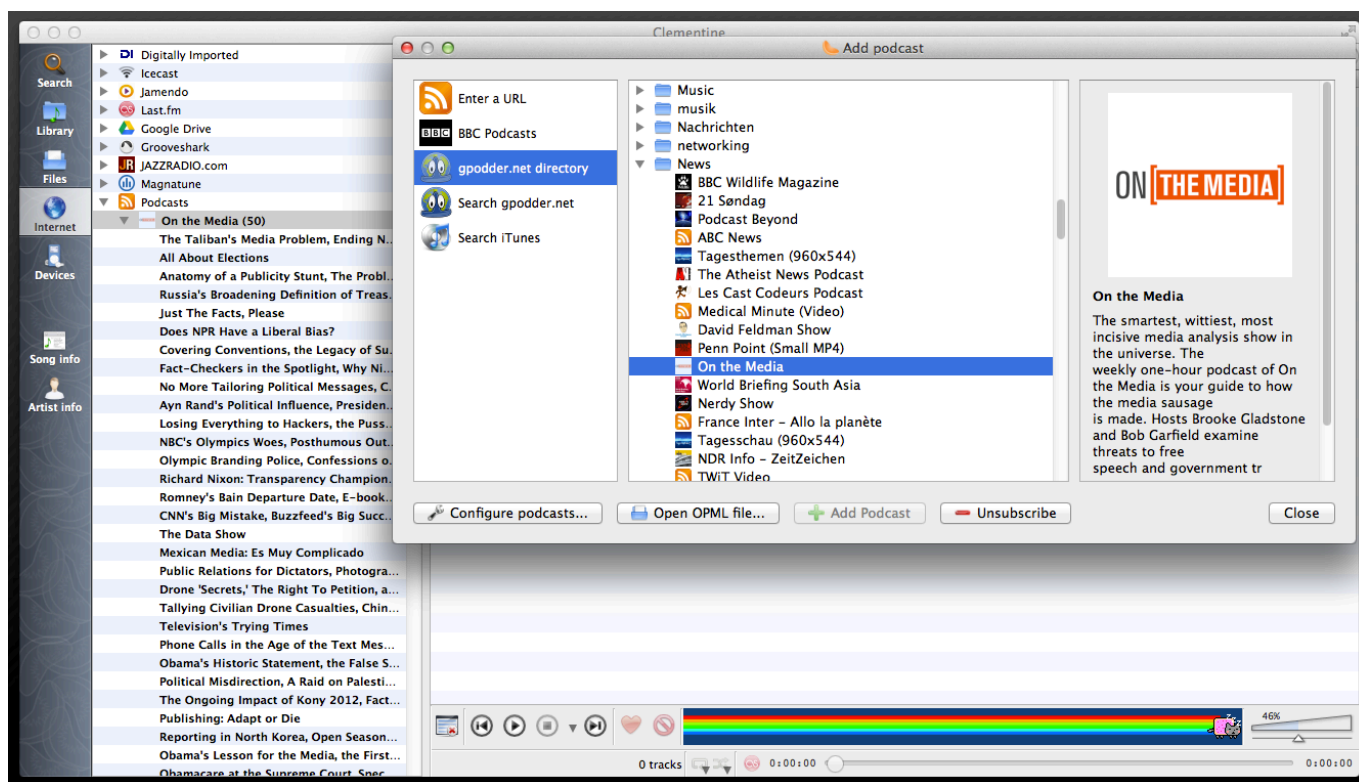 Clementine
Search
Library
Files
Internet
Devices
Song info
Artist info
DI Digitally Imported
Icecast
Jamendo
Last.fm
Google Drive
Grooveshark
JR JAZZRADIO.com
Magnatune
Podcasts
On the Media (50)
The Taliban's Media Problem, Ending N...
All About Elections
Anatomy of a Publicity Stunt, The Probl...
Russia's Broadening Definition of Treas...
Just The Facts, Please
Does NPR Have a Liberal Bias?
Covering Conventions, the Legacy of Su...
Fact-Checkers in the Spotlight, Why Ni...
No More Tailoring Political Messages, C...
Ayn Rand's Political Influence, Presiden...
Losing Everything to Hackers, the Puss...
NBC's Olympics Woes, Posthumous Out...
Olympic Branding Police, Confessions o...
Richard Nixon: Transparency Champion...
Romney's Bain Departure Date, E-book...
CNN's Big Mistake, Buzzfeed's Big Succ...
The Data Show
Mexican Media: Es Muy Complicado
Public Relations for Dictators, Photogra...
Drone 'Secrets,' The Right To Petition, a...
Tallying Civilian Drone Casualties, Chin...
Television's Trying Times
Phone Calls in the Age of the Text Mes...
Obama's Historic Statement, the False S...
Political Misdirection, A Raid on Palesti...
The Ongoing Impact of Kony 2012, Fact...
Publishing: Adapt or Die
Reporting in North Korea, Open Season...
Obama's Lesson for the Media, the First...
Obamacare at the Supreme Court, Spec...
Add podcast
Enter a URL
BBC BBC Podcasts
gpodder.net directory
Search gpodder.net
Search iTunes
Music
musik
Nachrichten
networking
News
BBC Wildlife Magazine
21 Søndag
Podcast Beyond
ABC News
Tagesthemen (960x544)
The Atheist News Podcast
Les Cast Codeurs Podcast
Medical Minute (Video)
David Feldman Show
Penn Point (Small MP4)
On the Media
World Briefing South Asia
Nerdy Show
France Inter - Allo la planète
Tagesschau (960x544)
NDR Info - ZeitZeichen
TWiT Video
ON [THE MEDIA]
On the Media
The smartest, wittiest, most
incisive media analysis show in
the universe. The
weekly one-hour podcast of On
the Media is your guide to how
the media sausage
is made. Hosts Brooke Gladstone
and Bob Garfield examine
threats to free
speech and government tr
Configure podcasts...
Open OPML file...
Add Podcast
Unsubscribe
Close
46%
0 tracks
0:00:00
0:00:00